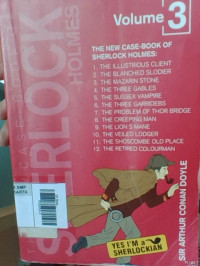 Volume 3
THE NEW CASE-BOOK OF
SHERLOCK HOLMES:
1. THE ILLUSTRIOUS CLIENT
2. THE BLANCHED SLODIER
3. THE MAZARIN STONE
4. THE THREE GABLES
5. THE SUSSEX VAMPIRE
6. THE THREE GARRIDEBS
7. THE PROBLEM OF THOR BRIDGE
8. THE CREEPING MAN
9. THE LION'S MANE
10. THE VEILED LODGER
11. THE SHOSCOMBE OLD PLACE
12. THE RETIRED COLOURMAN
HOLMES
SIR ARTHUR CONAN DOYLE
YES I'M a
SHERLOCKIAN